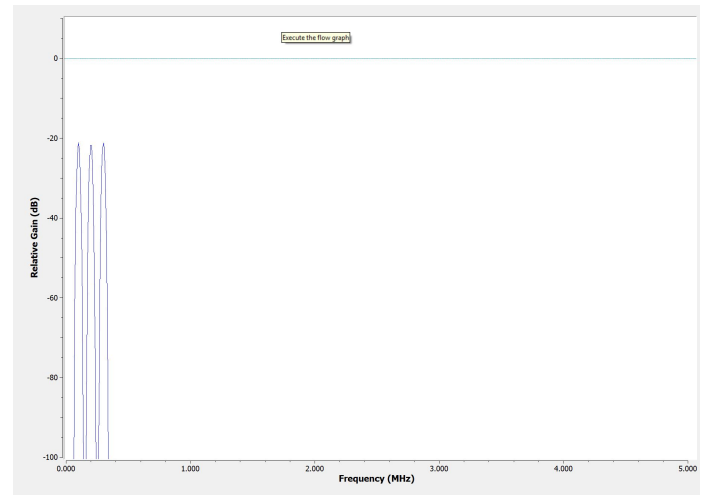 Execute the flow graph
0
-20
-40
-60
-80
-100
Relative Gain (dB)
0.000 1.000 2.000 3.000 4.000 5.000
Frequency (MHz)